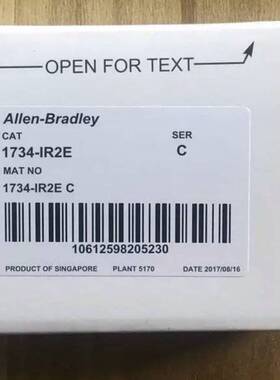 OPEN FOR TEXT
Allen-Bradley
CAT SER
1734-IR2E C
MAT NO
1734-IR2E C
10612598205230
PRODUCT OF SINGAPORE PLANT 5170 DATE 2017/08/16